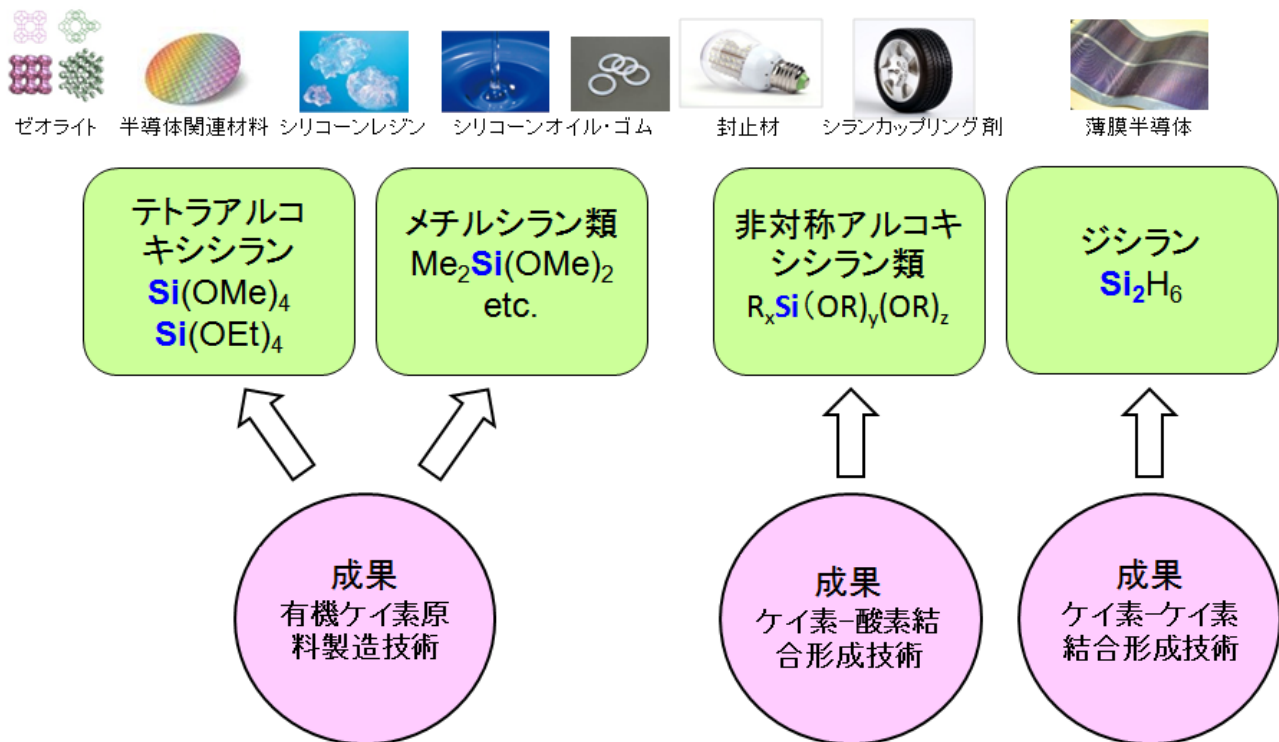 ゼオライト 半導体関連材料 シリコーンレジン シリコーンオイル・ゴム 封止材 シランカップリング剤 薄膜半導体
テトラアルコ
キシシラン
Si(OMe)₄
Si(OEt)₄
メチルシラン類
Me₂Si(OMe)₂
etc.
非対称アルコキ
シシラン類
RₓSi(OR)y(OR)z
ジシラン
Si₂H₆
成果
有機ケイ素原
料製造技術
成果
ケイ素−酸素結
合形成技術
成果
ケイ素−ケイ素
結合形成技術